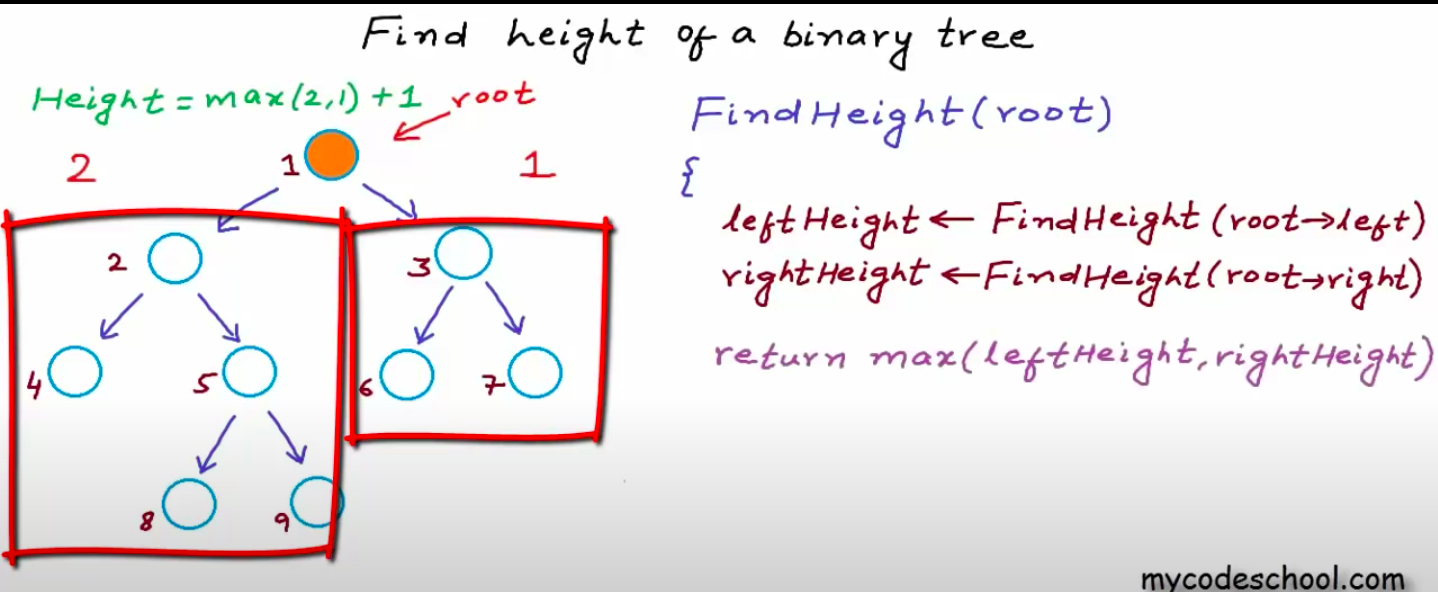 Find height of a binary tree
Height = max(2,1) + 1
root
2
1
1
2
3
4
5
6
7
8
9
FindHeight(root)
{
leftHeight ← FindHeight(root→left)
rightHeight ← FindHeight(root→right)
return max(leftHeight, rightHeight)
mycodeschool.com